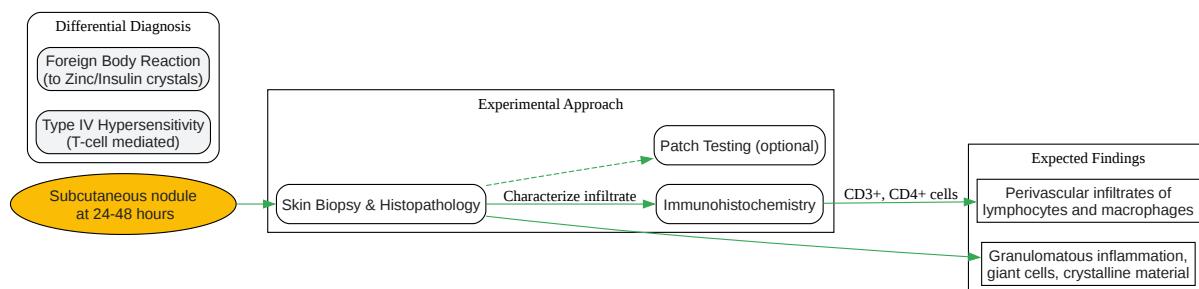 Differential Diagnosis
Foreign Body Reaction
(to Zinc/Insulin crystals)
Type IV Hypersensitivity
(T-cell mediated)
Subcutaneous nodule
at 24-48 hours
Experimental Approach
Patch Testing (optional)
Skin Biopsy & Histopathology
Characterize infiltrate
Immunohistochemistry
CD3+, CD4+ cells
Expected Findings
Perivascular infiltrates of
lymphocytes and macrophages
Granulomatous inflammation,
giant cells, crystalline material